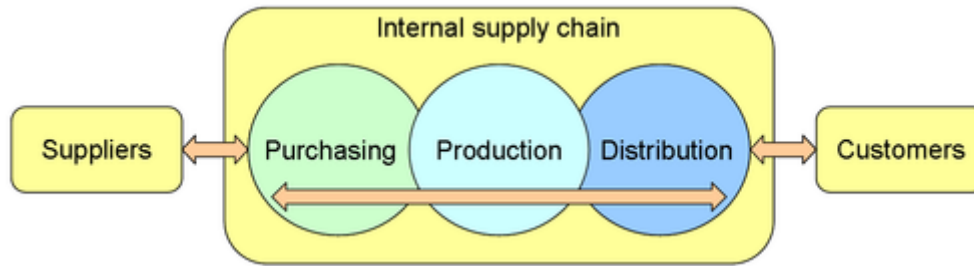 Internal supply chain
Suppliers
Purchasing
Production
Distribution
Customers